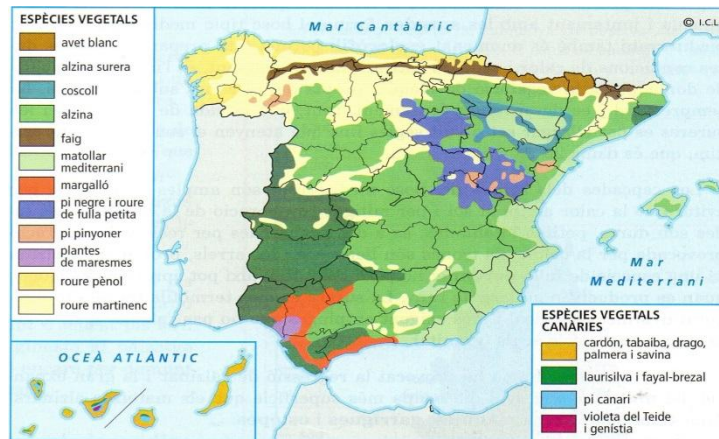 ESPÈCIES VEGETALS
avet blanc
alzina surera
coscoll
alzina
faig
matollar
mediterrani
margalló
pi negre i roure
de fulla petita
pi pinyoner
plantes
de maresmes
roure pènol
roure martinenc
Mar Cantàbric
© I.C.L
Mar
Mediterrani
OCEÀ ATLÀNTIC
ESPÈCIES VEGETALS
CANÀRIES
cardón, tabaiba, drago,
palmera i savina
laurisilva i fayal-brezal
pi canari
violeta del Teide
i genistia